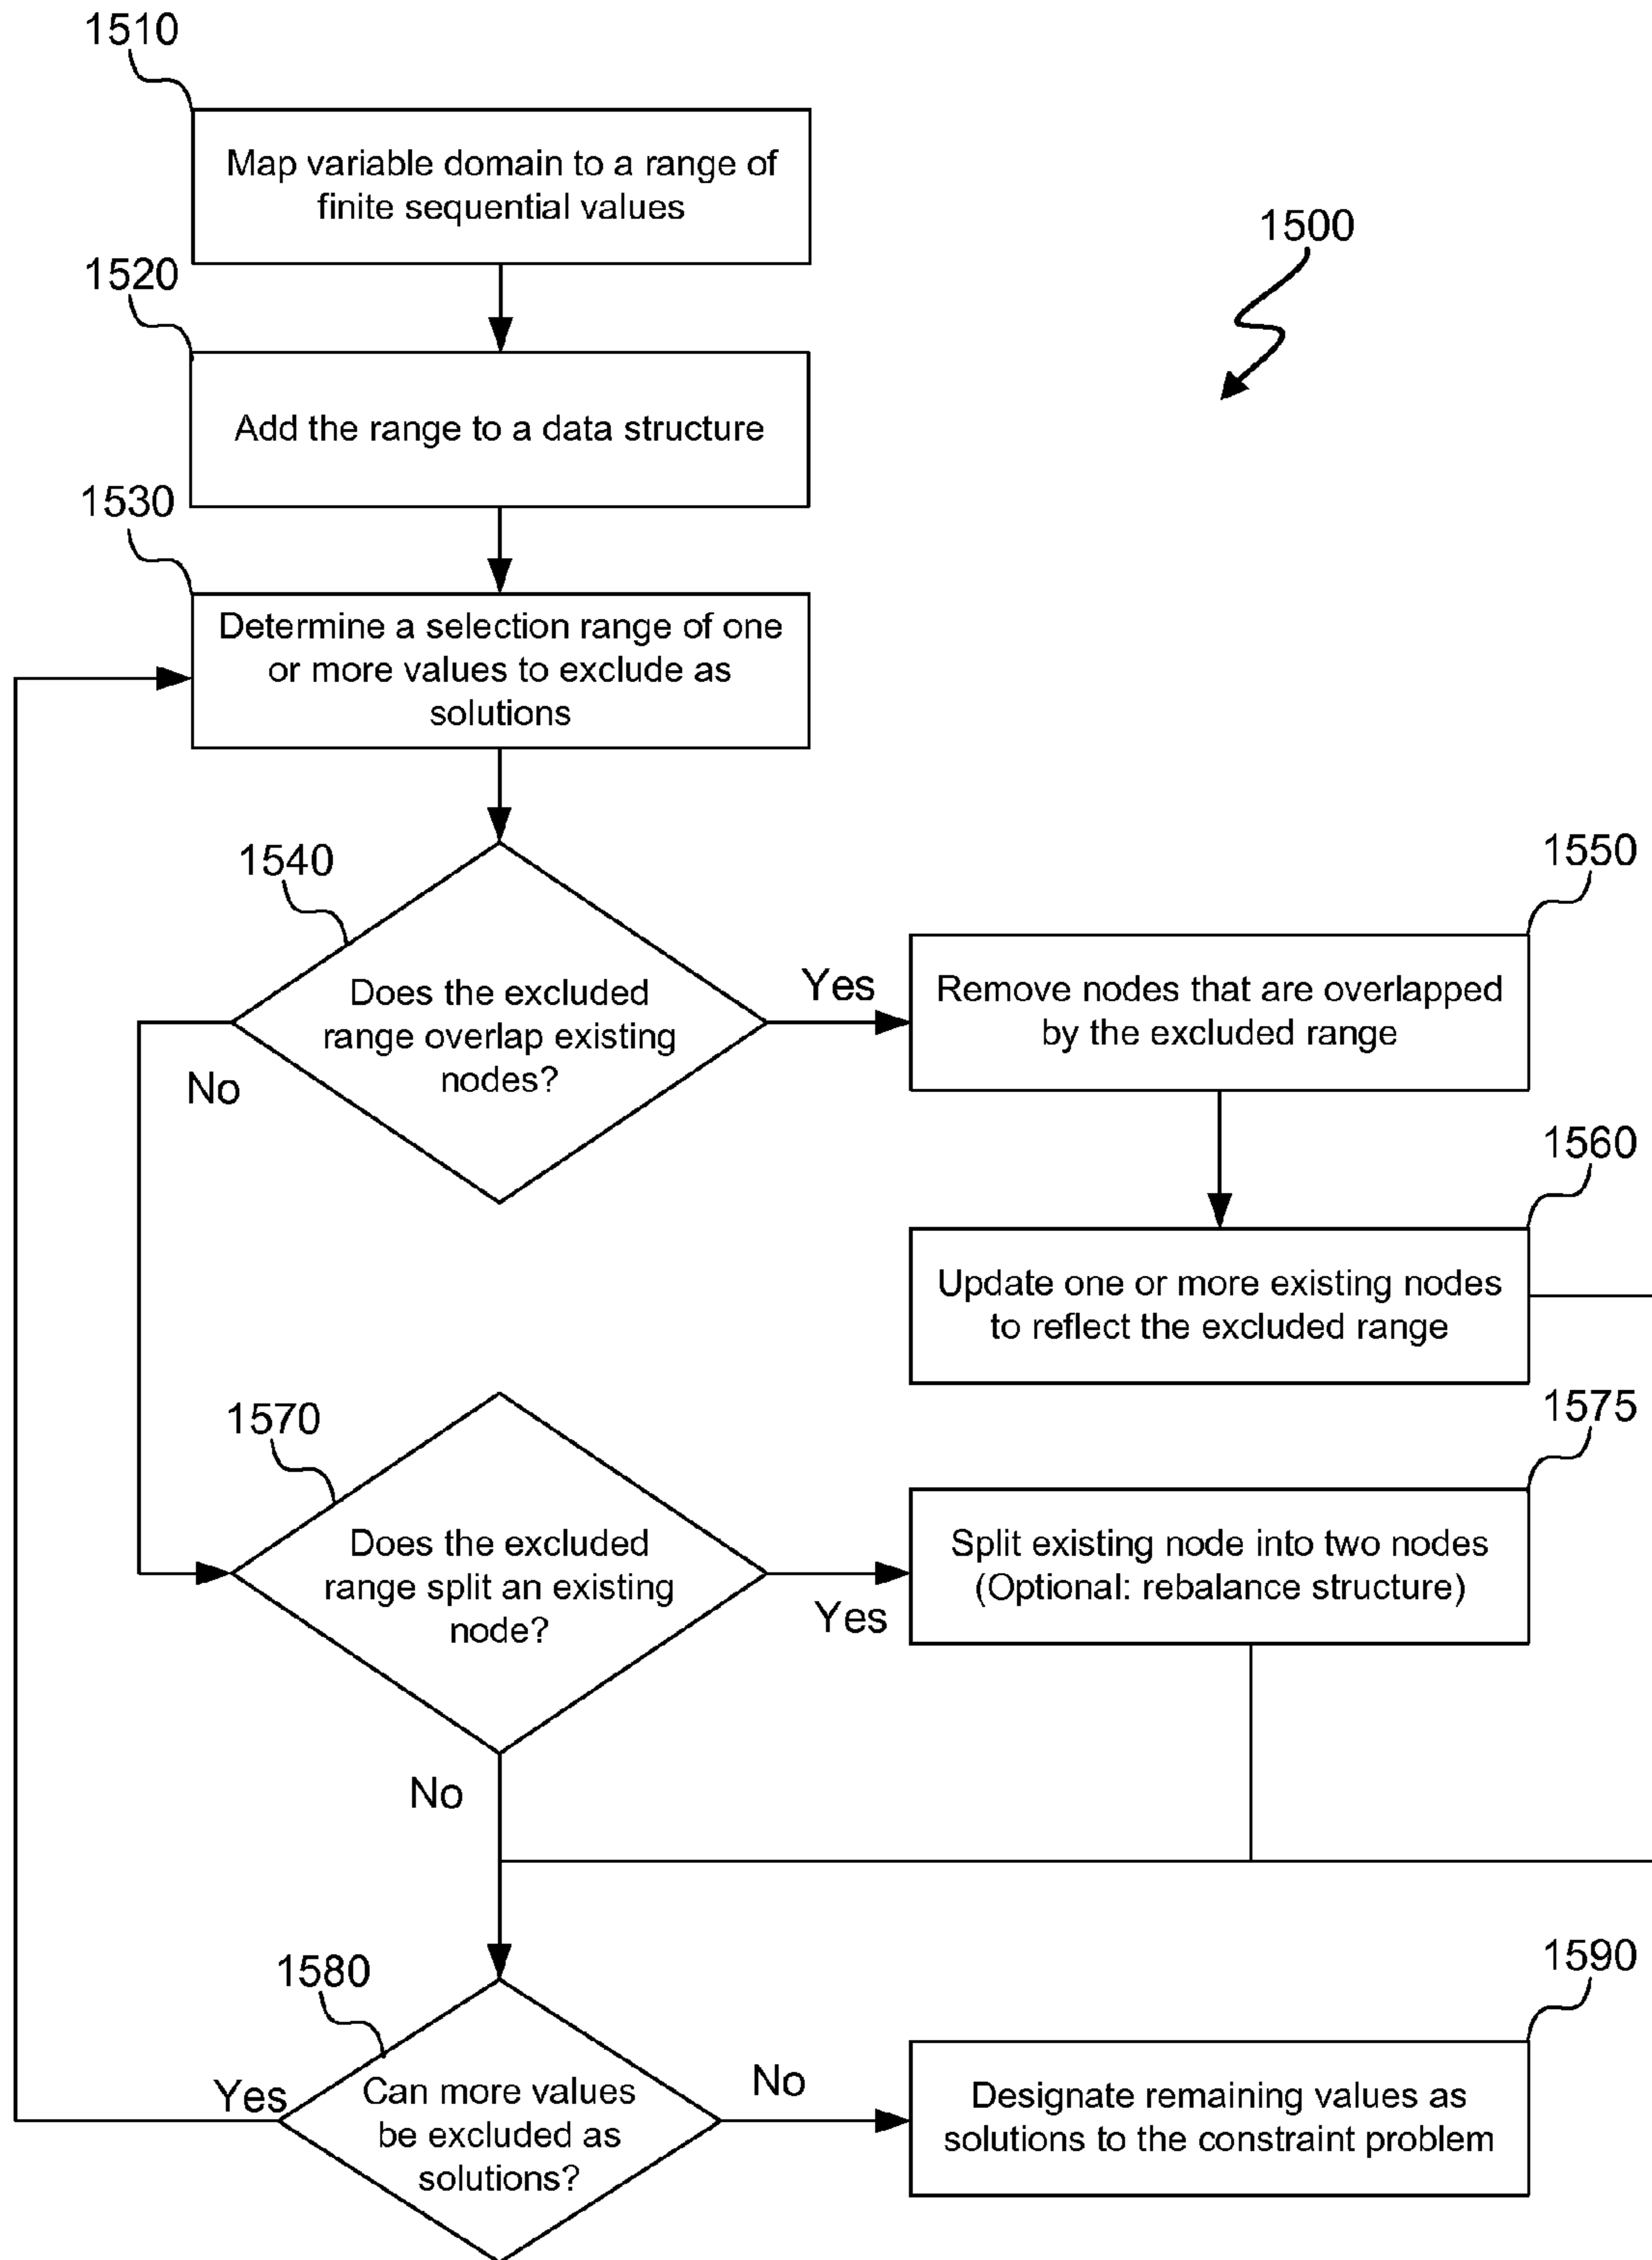 1510
Map variable domain to a range of
finite sequential values
1500
1520
Add the range to a data structure
1530
Determine a selection range of one
or more values to exclude as
solutions
1540
Does the excluded
range overlap existing
nodes?
Yes
No
1550
Remove nodes that are overlapped
by the excluded range
1560
Update one or more existing nodes
to reflect the excluded range
1570
Does the excluded
range split an existing
node?
Yes
No
1575
Split existing node into two nodes
(Optional: rebalance structure)
1580
Can more values
be excluded as
solutions?
Yes
No
1590
Designate remaining values as
solutions to the constraint problem